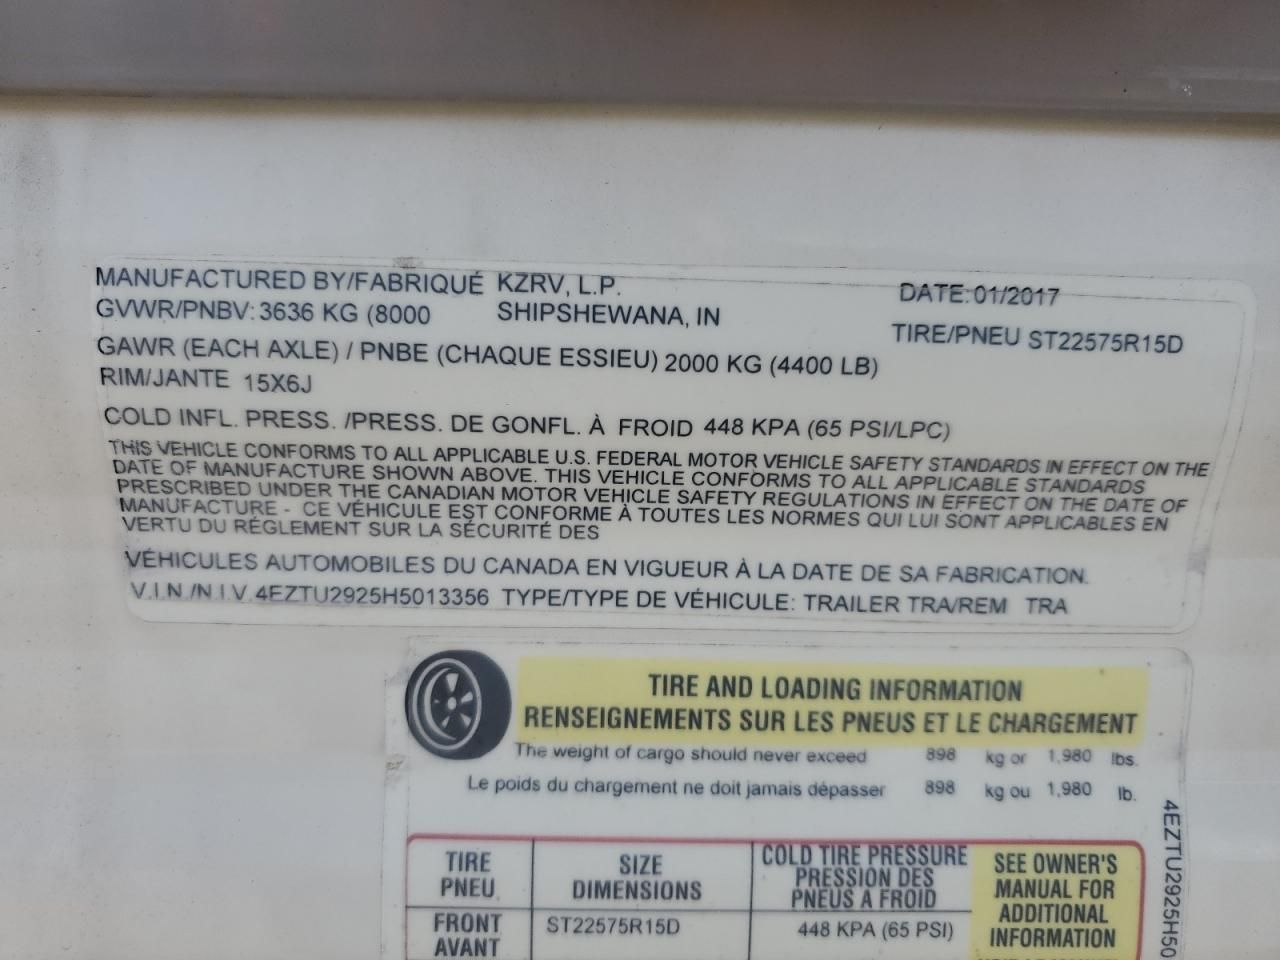 MANUFACTURED BY/FABRIQUÉ KZRV, L.P. DATE: 01/2017
GVWR/PNBV: 3636 KG (8000 SHIPSHEWANA, IN TIRE/PNEU ST22575R15D
GAWR (EACH AXLE) / PNBE (CHAQUE ESSIEU) 2000 KG (4400 LB)
RIM/JANTE 15X6J
COLD INFL. PRESS. /PRESS. DE GONFL. À FROID 448 KPA (65 PSI/LPC)
THIS VEHICLE CONFORMS TO ALL APPLICABLE U.S. FEDERAL MOTOR VEHICLE SAFETY STANDARDS IN EFFECT ON THE
DATE OF MANUFACTURE SHOWN ABOVE. THIS VEHICLE CONFORMS TO ALL APPLICABLE STANDARDS
PRESCRIBED UNDER THE CANADIAN MOTOR VEHICLE SAFETY REGULATIONS IN EFFECT ON THE DATE OF
MANUFACTURE - CE VÉHICULE EST CONFORME À TOUTES LES NORMES QUI LUI SONT APPLICABLES EN
VERTU DU RÉGLEMENT SUR LA SÉCURITÉ DES
VÉHICULES AUTOMOBILES DU CANADA EN VIGUEUR À LA DATE DE SA FABRICATION.
V.I.N./N.I.V. 4EZTU2925H5013356 TYPE/TYPE DE VÉHICULE: TRAILER TRA/REM TRA
TIRE AND LOADING INFORMATION
RENSEIGNEMENTS SUR LES PNEUS ET LE CHARGEMENT
The weight of cargo should never exceed 898 kg or 1,980 lbs.
Le poids du chargement ne doit jamais dépasser 898 kg ou 1,980 lb.
TIRE
PNEU
SIZE
DIMENSIONS
COLD TIRE PRESSURE
PRESSION DES
PNEUS A FROID
SEE OWNER'S
MANUAL FOR
ADDITIONAL
INFORMATION
FRONT
AVANT
ST22575R15D
448 KPA (65 PSI)
4EZTU2925H50